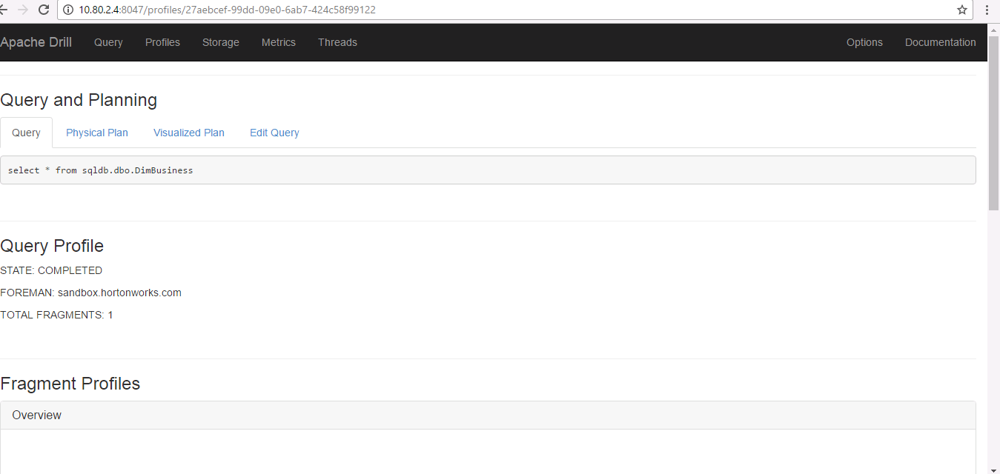 10.80.2.4:8047/profiles/27aebcef-99dd-09e0-6ab7-424c58f99122
Apache Drill Query Profiles Storage Metrics Threads Options Documentation
Query and Planning
Query Physical Plan Visualized Plan Edit Query
select * from sqldb.dbo.DimBusiness
Query Profile
STATE: COMPLETED
FOREMAN: sandbox.hortonworks.com
TOTAL FRAGMENTS: 1
Fragment Profiles
Overview